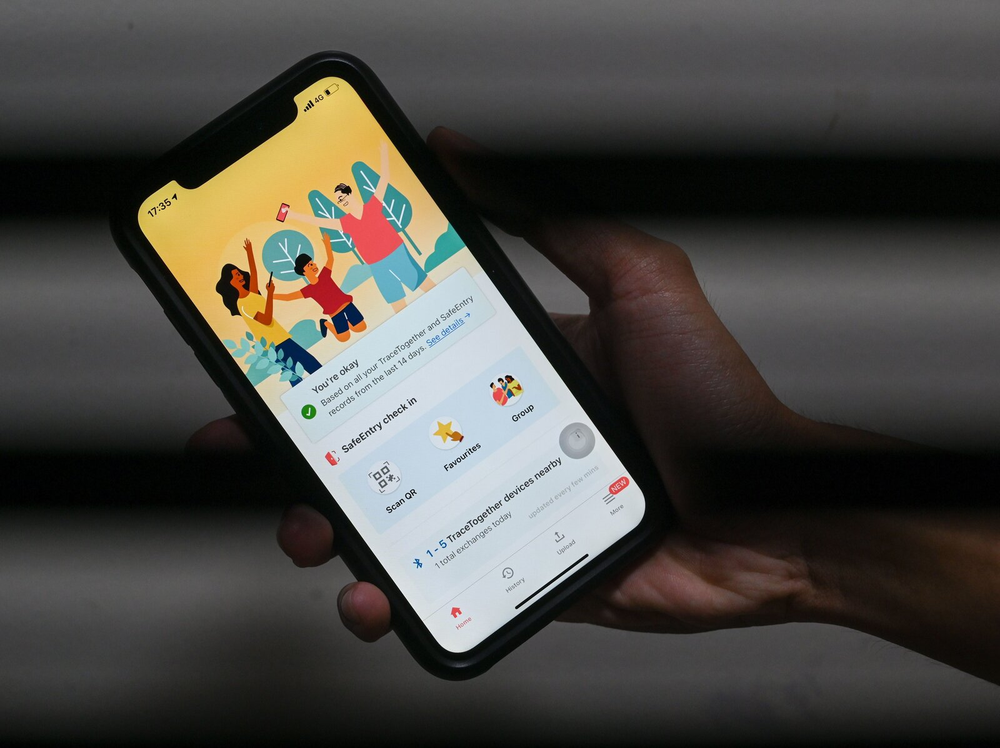 17:35
4G
You're okay
Based on all your TraceTogether and SafeEntry
records from the last 14 days. See details →
SafeEntry check in
Scan QR
Favourites
Group
1 - 5 TraceTogether devices nearby
1 total exchanges today
updated every few mins
Home
History
Upload
NEW
More